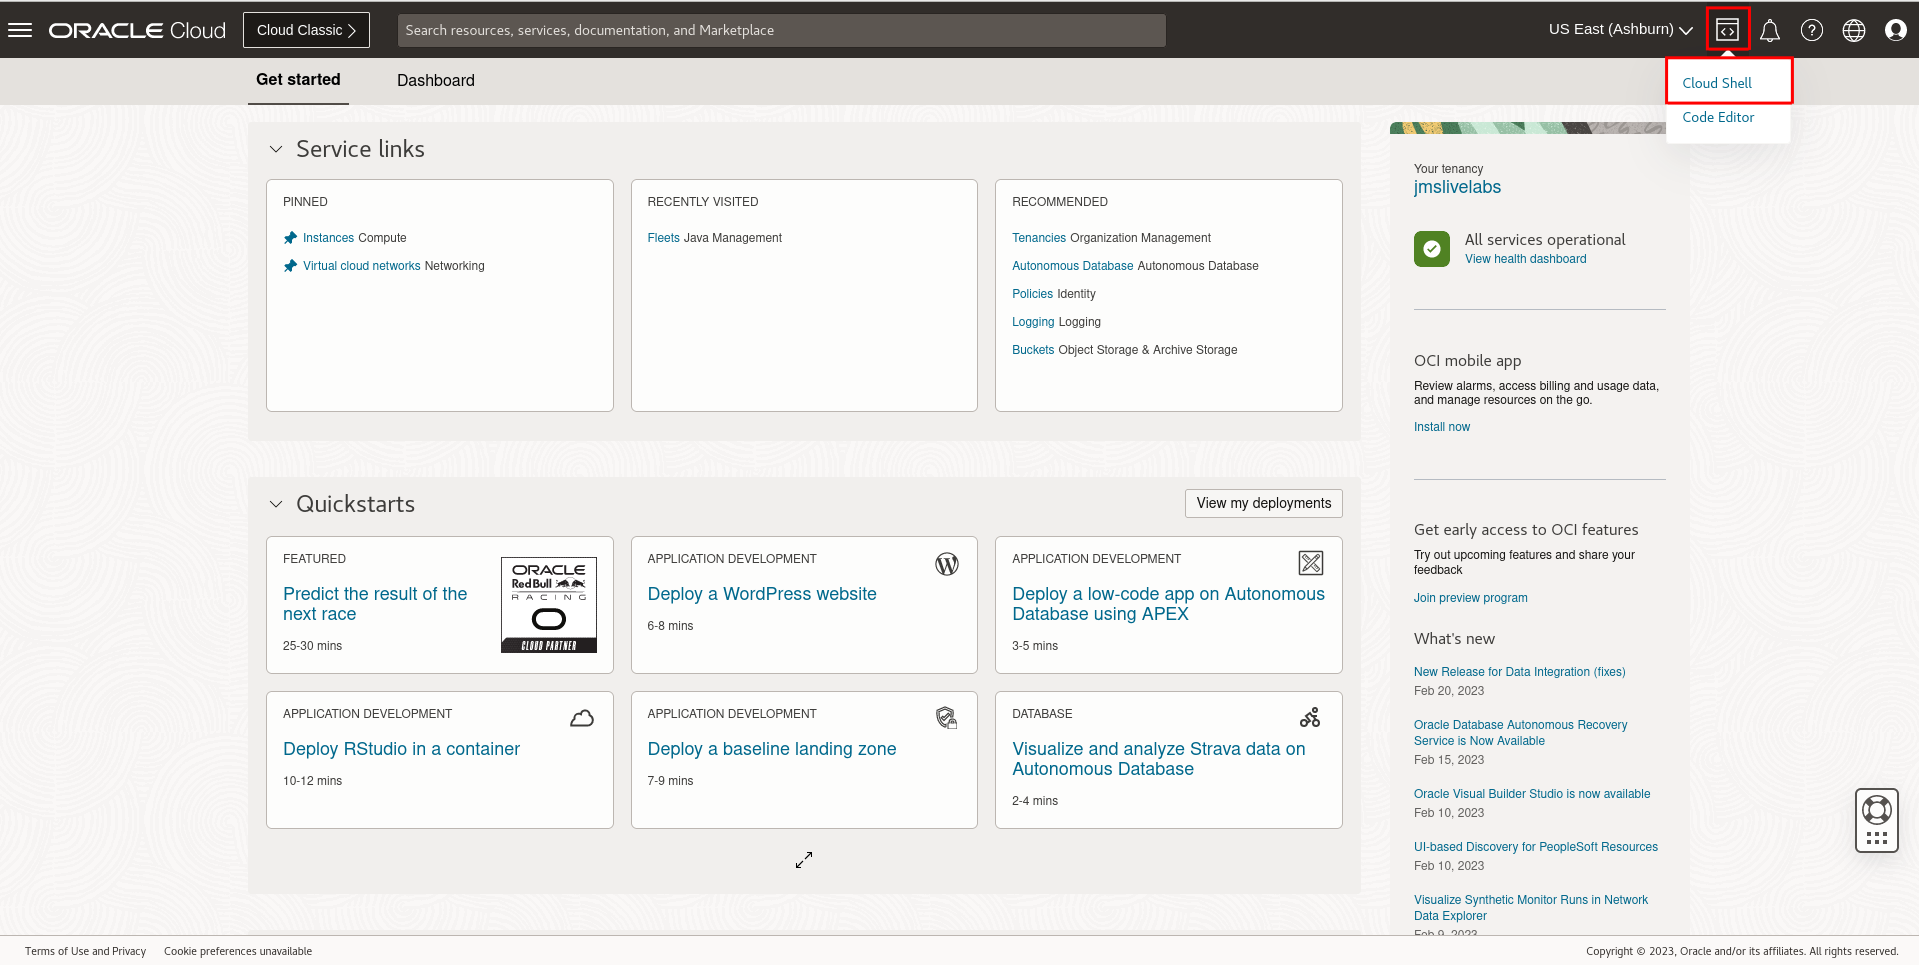 ORACLE Cloud
Cloud Classic
Search resources, services, documentation, and Marketplace
US East (Ashburn)
Cloud Shell
Code Editor
Get started
Dashboard
Service links
PINNED
Instances Compute
Virtual cloud networks Networking
RECENTLY VISITED
Fleets Java Management
RECOMMENDED
Tenancies Organization Management
Autonomous Database Autonomous Database
Policies Identity
Logging Logging
Buckets Object Storage & Archive Storage
Quickstarts
View my deployments
FEATURED
Predict the result of the
next race
25-30 mins
ORACLE
Red Bull
RACING
CLOUD PARTNER
APPLICATION DEVELOPMENT
Deploy a WordPress website
6-8 mins
APPLICATION DEVELOPMENT
Deploy a low-code app on Autonomous
Database using APEX
3-5 mins
APPLICATION DEVELOPMENT
Deploy RStudio in a container
10-12 mins
APPLICATION DEVELOPMENT
Deploy a baseline landing zone
7-9 mins
DATABASE
Visualize and analyze Strava data on
Autonomous Database
2-4 mins
Your tenancy
jmslivelabs
All services operational
View health dashboard
OCI mobile app
Review alarms, access billing and usage data,
and manage resources on the go.
Install now
Get early access to OCI features
Try out upcoming features and share your
feedback
Join preview program
What's new
New Release for Data Integration (fixes)
Feb 20, 2023
Oracle Database Autonomous Recovery
Service is Now Available
Feb 15, 2023
Oracle Visual Builder Studio is now available
Feb 10, 2023
UI-based Discovery for PeopleSoft Resources
Feb 10, 2023
Visualize Synthetic Monitor Runs in Network
Data Explorer
Feb 9, 2023
Terms of Use and Privacy
Cookie preferences unavailable
Copyright © 2023, Oracle and/or its affiliates. All rights reserved.